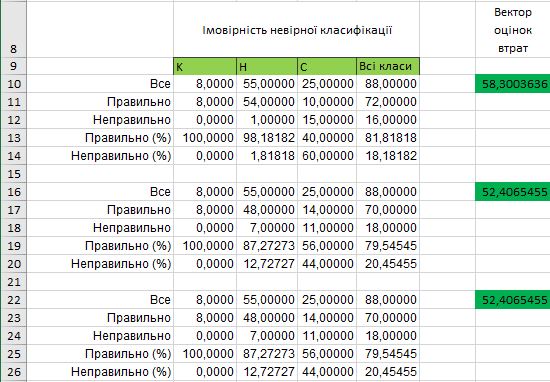 Імовірність невірної класифікації Вектор оцінок втрат
8
9 К Н С Всі класи
10 Все 8,0000 55,00000 25,00000 88,00000 58,3003636
11 Правильно 8,0000 54,00000 10,00000 72,00000
12 Неправильно 0,0000 1,00000 15,00000 16,00000
13 Правильно (%) 100,0000 98,18182 40,00000 81,81818
14 Неправильно (%) 0,0000 1,81818 60,00000 18,18182
15
16 Все 8,0000 55,00000 25,00000 88,00000 52,4065455
17 Правильно 8,0000 48,00000 14,00000 70,00000
18 Неправильно 0,0000 7,00000 11,00000 18,00000
19 Правильно (%) 100,0000 87,27273 56,00000 79,54545
20 Неправильно (%) 0,0000 12,72727 44,00000 20,45455
21
22 Все 8,0000 55,00000 25,00000 88,00000 52,4065455
23 Правильно 8,0000 48,00000 14,00000 70,00000
24 Неправильно 0,0000 7,00000 11,00000 18,00000
25 Правильно (%) 100,0000 87,27273 56,00000 79,54545
26 Неправильно (%) 0,0000 12,72727 44,00000 20,45455